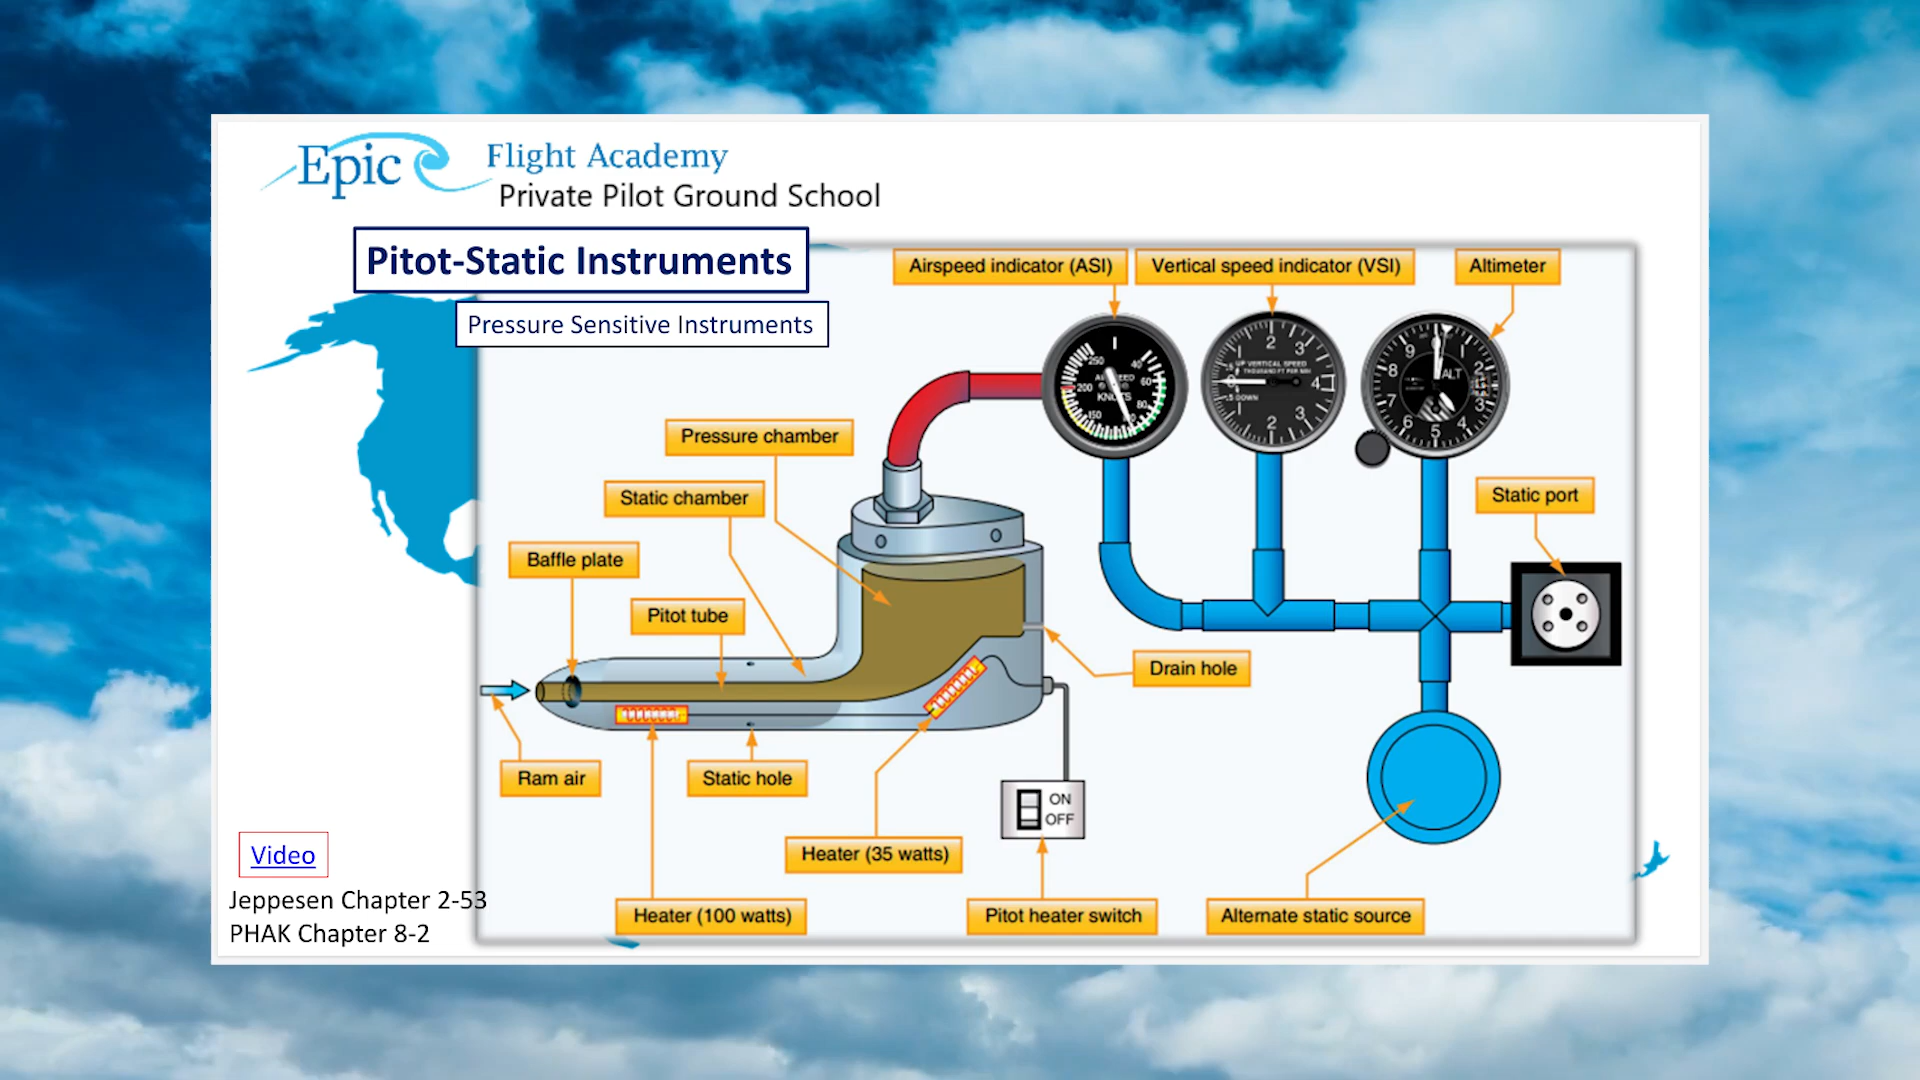 Epic Flight Academy
Private Pilot Ground School
Pitot-Static Instruments
Pressure Sensitive Instruments
Airspeed indicator (ASI)
Vertical speed indicator (VSI)
Altimeter
Pressure chamber
Static chamber
Static port
Baffle plate
Pitot tube
Drain hole
Ram air
Static hole
ON
OFF
Heater (35 watts)
Heater (100 watts)
Pitot heater switch
Alternate static source
Video
Jeppesen Chapter 2-53
PHAK Chapter 8-2